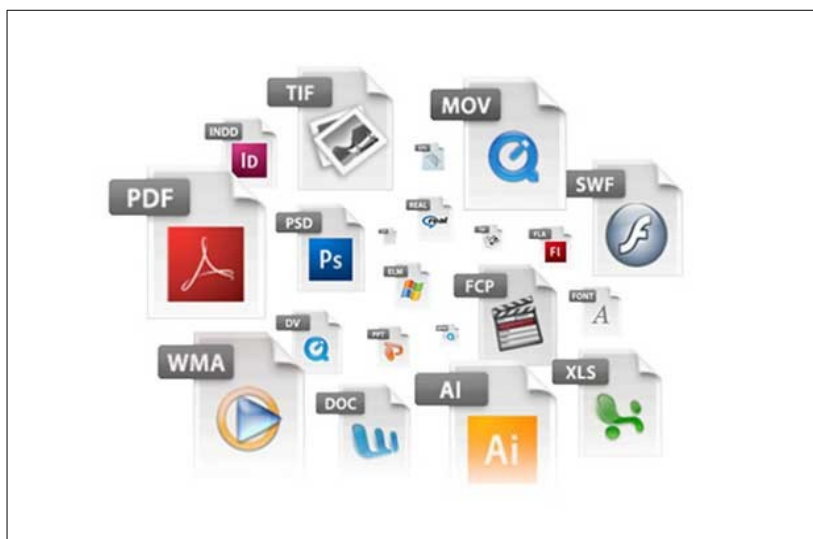 TIF
MOV
INDD
ID
PDF
SWF
PSD
REAL
real
FLA
Fl
Ps
ELM
FCP
FONT
A
DV
PPT
WMA
XLS
DOC
AI
Ai